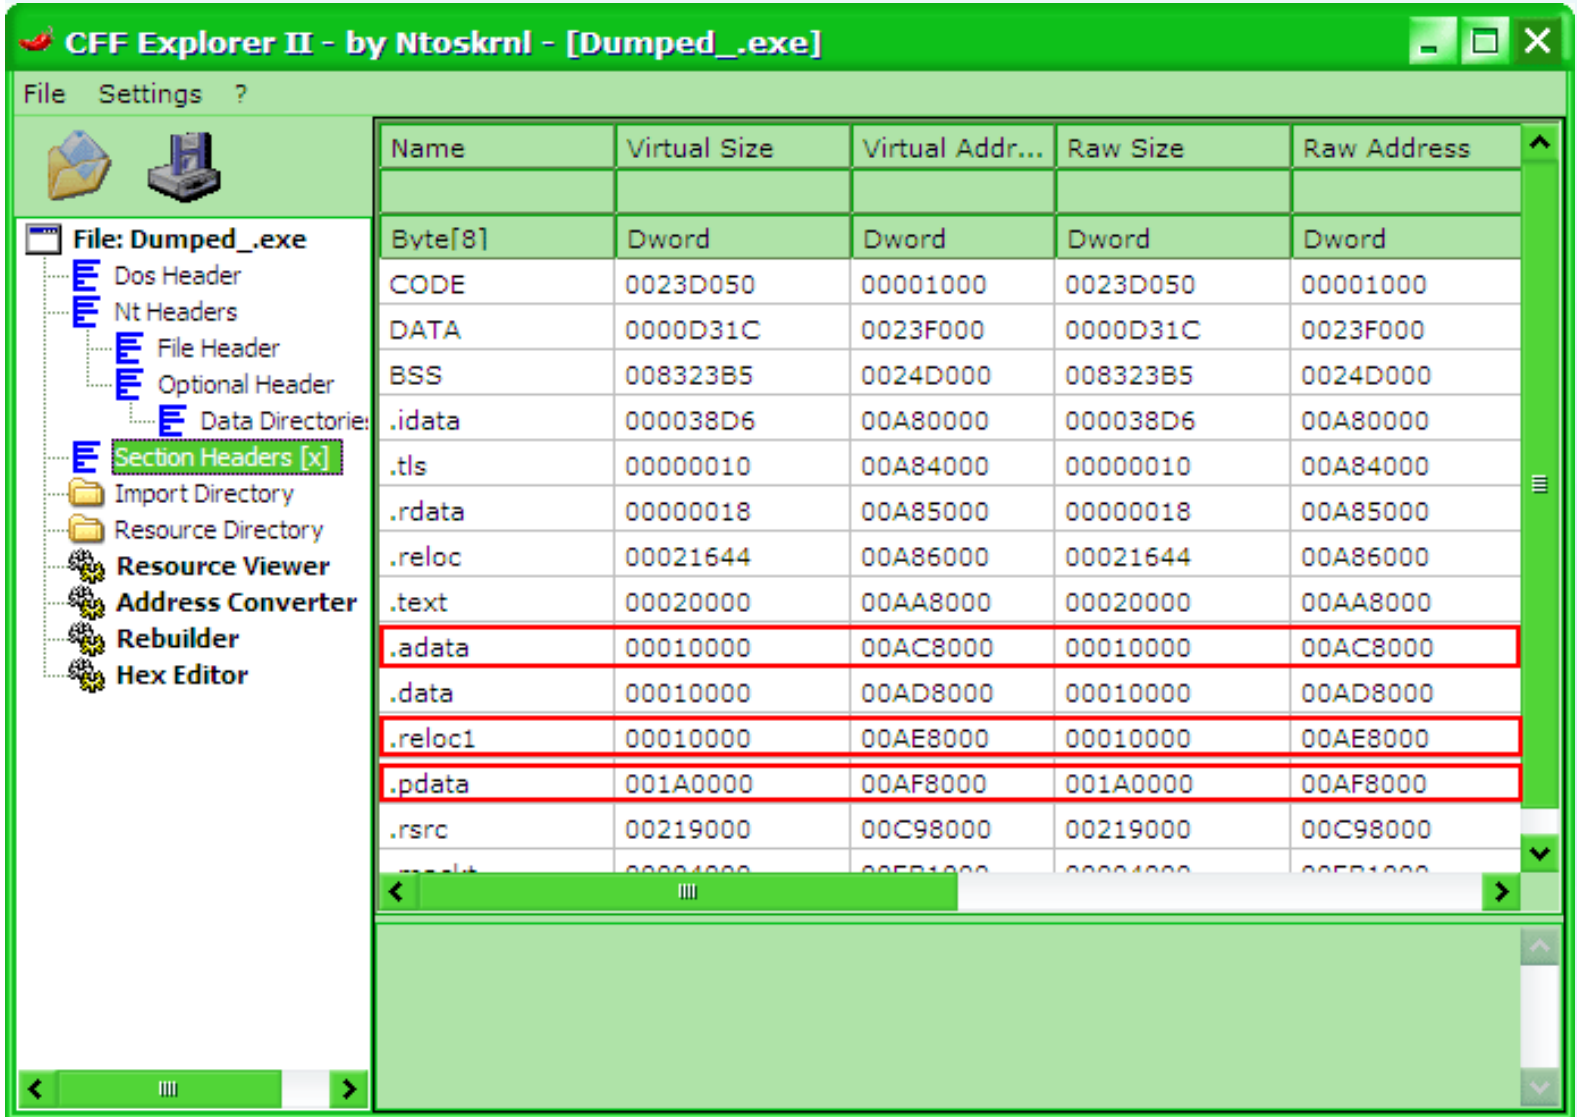 CFF Explorer II - by Ntoskrnl - [Dumped_.exe]
File Settings ?
File: Dumped_.exe
Dos Header
Nt Headers
File Header
Optional Header
Data Directories
Section Headers [x]
Import Directory
Resource Directory
Resource Viewer
Address Converter
Rebuilder
Hex Editor
Name Virtual Size Virtual Addr... Raw Size Raw Address
Byte[8] Dword Dword Dword Dword
CODE 0023D050 00001000 0023D050 00001000
DATA 0000D31C 0023F000 0000D31C 0023F000
BSS 008323B5 0024D000 008323B5 0024D000
.idata 000038D6 00A80000 000038D6 00A80000
.tls 00000010 00A84000 00000010 00A84000
.rdata 00000018 00A85000 00000018 00A85000
.reloc 00021644 00A86000 00021644 00A86000
.text 00020000 00AA8000 00020000 00AA8000
.adata 00010000 00AC8000 00010000 00AC8000
.data 00010000 00AD8000 00010000 00AD8000
.reloc1 00010000 00AE8000 00010000 00AE8000
.pdata 001A0000 00AF8000 001A0000 00AF8000
.rsrc 00219000 00C98000 00219000 00C98000